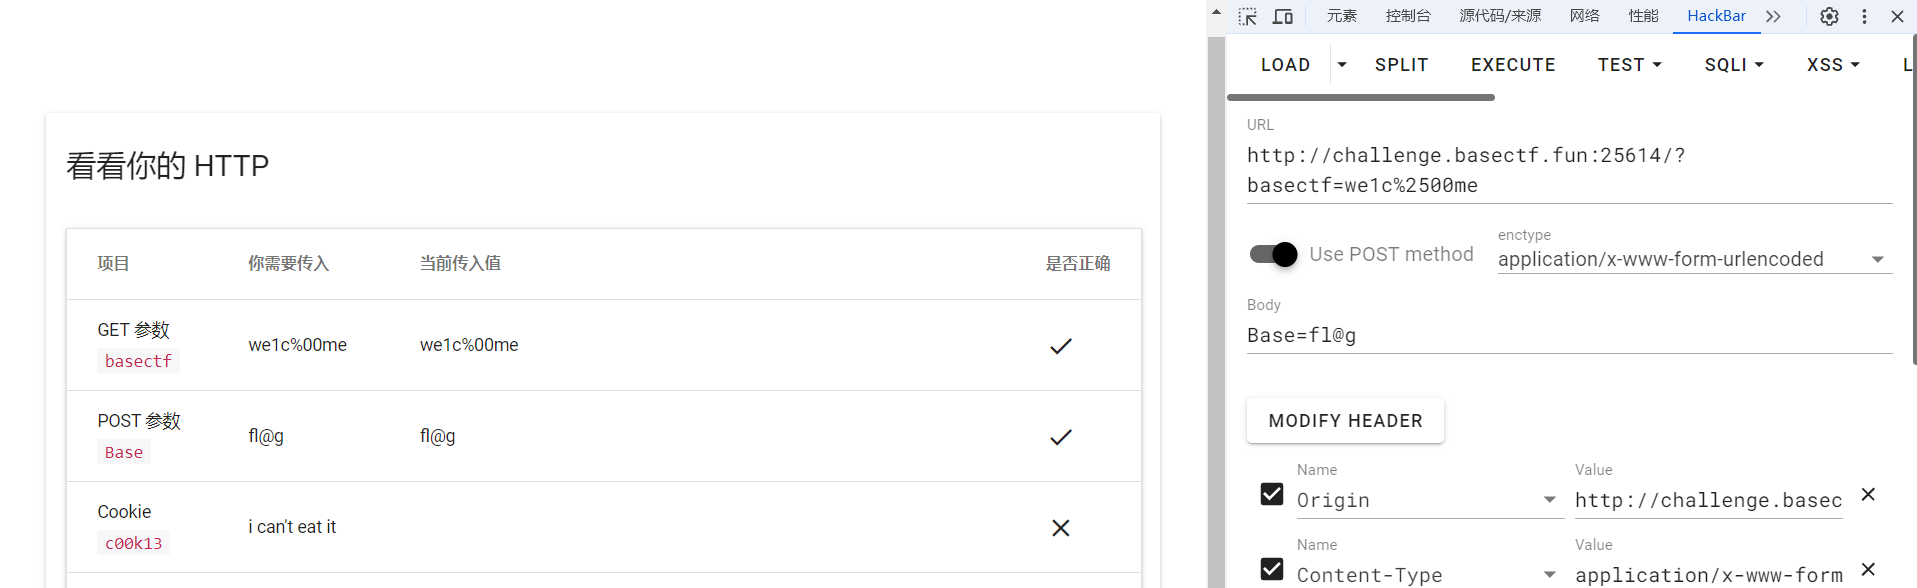 看看你的 HTTP
项目 你需要传入 当前传入值 是否正确
GET 参数
basectf
we1c%00me we1c%00me
POST 参数
Base
fl@g fl@g
Cookie
c00k13
i can't eat it
元素 控制台 源代码/来源 网络 性能 HackBar
LOAD SPLIT EXECUTE TEST SQLI XSS L
URL
http://challenge.basectf.fun:25614/?
basectf=we1c%2500me
Use POST method
enctype
application/x-www-form-urlencoded
Body
Base=fl@g
MODIFY HEADER
Name Value
Origin http://challenge.basec
Name Value
Content-Type application/x-www-form